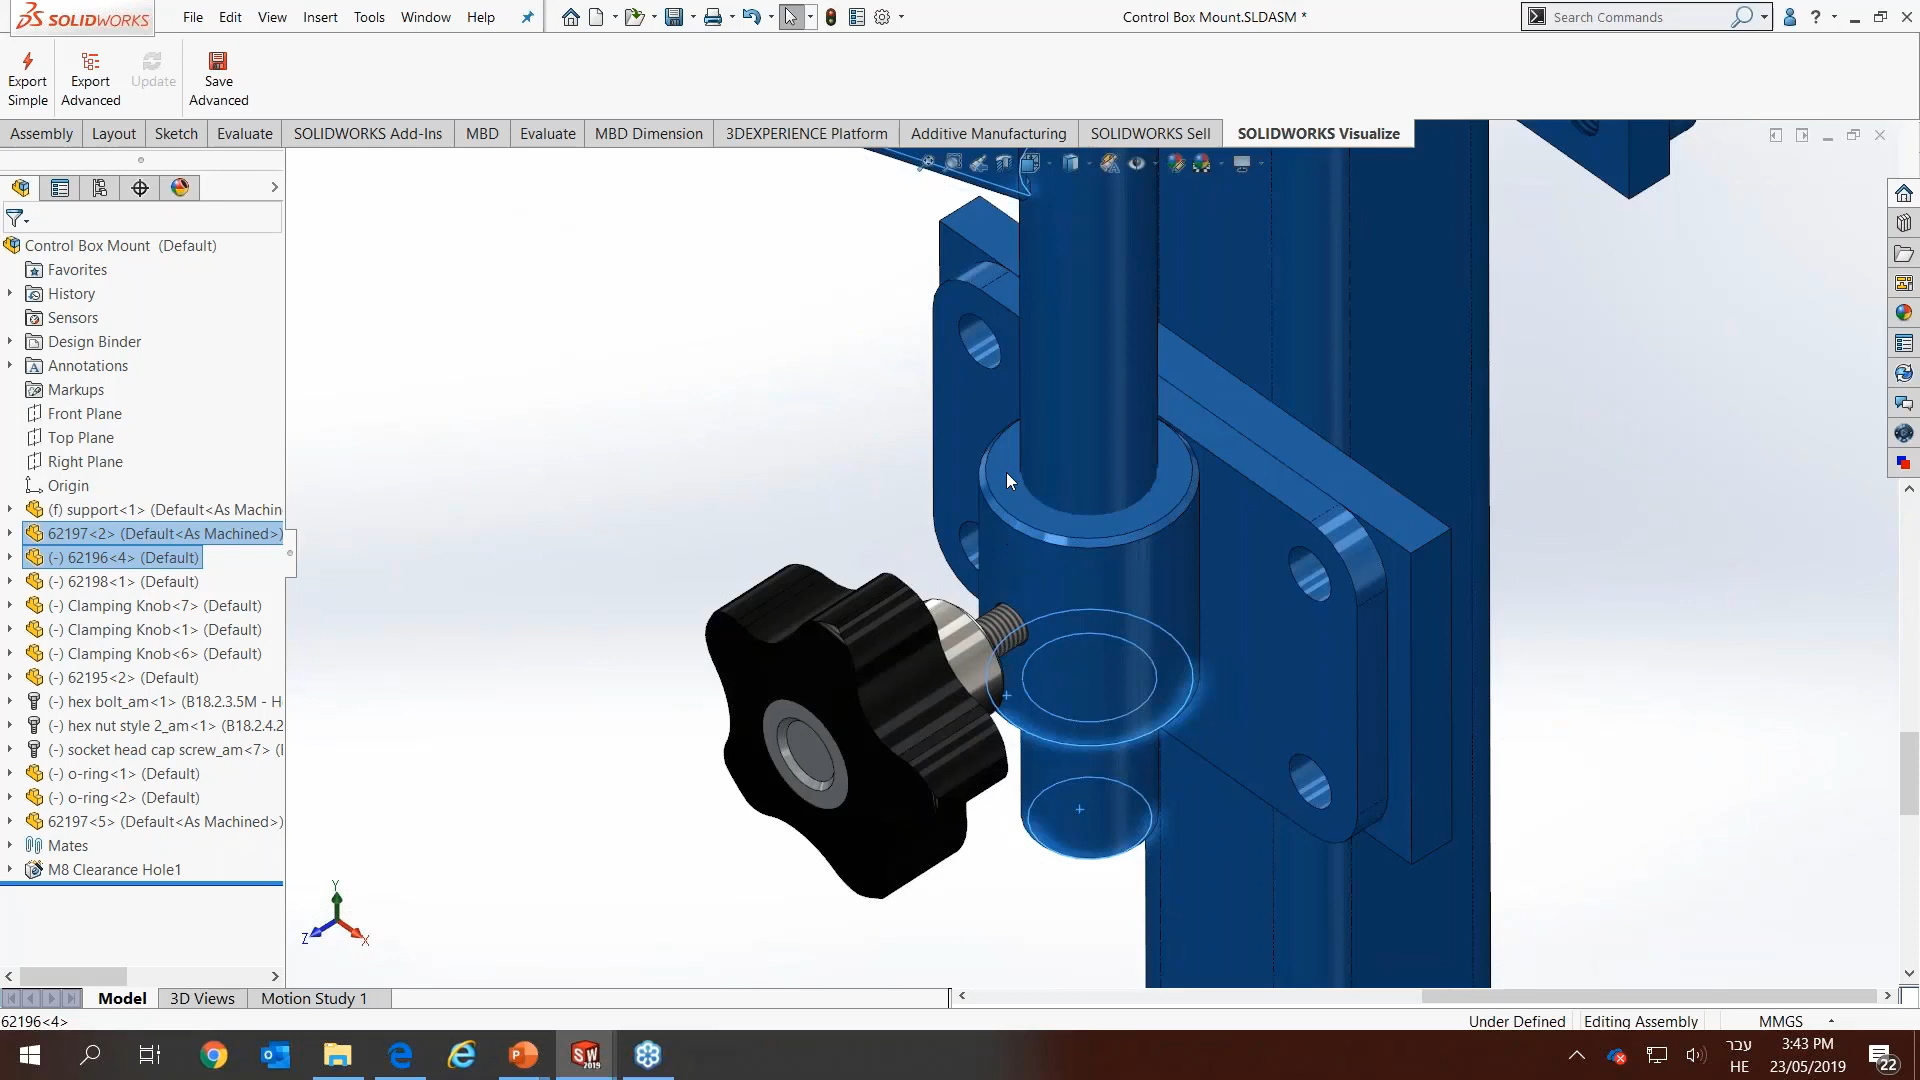 SOLIDWORKS File Edit View Insert Tools Window Help Control Box Mount.SLDASM * Search Commands ?
Export Simple
Export Advanced
Update
Save Advanced
Assembly Layout Sketch Evaluate SOLIDWORKS Add-Ins MBD Evaluate MBD Dimension 3DEXPERIENCE Platform Additive Manufacturing SOLIDWORKS Sell SOLIDWORKS Visualize
Control Box Mount (Default)
Favorites
History
Sensors
Design Binder
Annotations
Markups
Front Plane
Top Plane
Right Plane
Origin
(f) support<1> (Default<As Machin
62197<2> (Default<As Machined>)
(-) 62196<4> (Default)
(-) 62198<1> (Default)
(-) Clamping Knob<7> (Default)
(-) Clamping Knob<1> (Default)
(-) Clamping Knob<6> (Default)
(-) 62195<2> (Default)
(-) hex bolt_am<1> (B18.2.3.5M - H
(-) hex nut style 2_am<1> (B18.2.4.2
(-) socket head cap screw_am<7> (
(-) o-ring<1> (Default)
(-) o-ring<2> (Default)
62197<5> (Default<As Machined>)
Mates
M8 Clearance Hole1
Y
Z
X
Model 3D Views Motion Study 1
62196<4> Under Defined Editing Assembly MMGS
SW 2019
עבר
HE
3:43 PM
23/05/2019
22